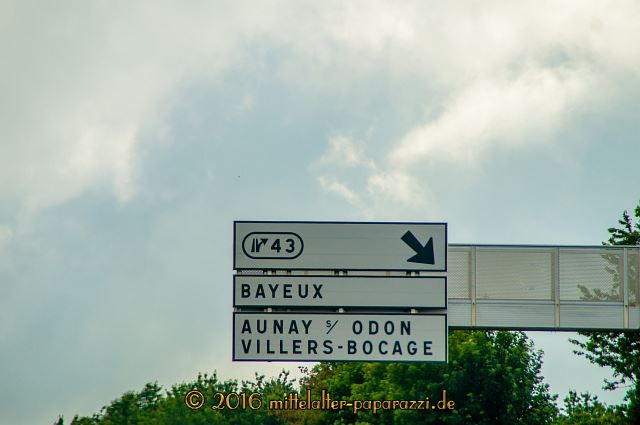 43
BAYEUX
AUNAY s/ ODON
VILLERS-BOCAGE
© 2016 mittelalter-paparazzi.de